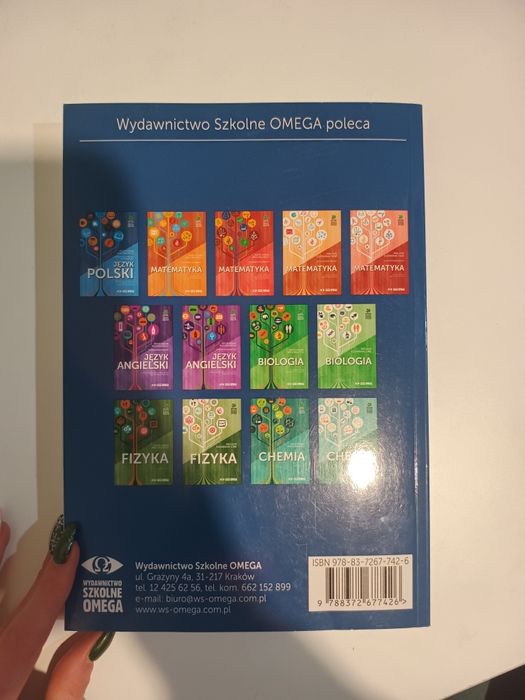 Wydawnictwo Szkolne OMEGA poleca
JĘZYK
POLSKI
MATEMATYKA
MATEMATYKA
MATEMATYKA
MATEMATYKA
JĘZYK
ANGIELSKI
JĘZYK
ANGIELSKI
BIOLOGIA
BIOLOGIA
FIZYKA
FIZYKA
CHEMIA
WYDAWNICTWO
SZKOLNE
OMEGA
Wydawnictwo Szkolne OMEGA
ul. Grażyny 4a, 31-217 Kraków
tel. 12 425 62 56, tel. kom. 662 152 899
e-mail: biuro@ws-omega.com.pl
www.ws-omega.com.pl
ISBN 978-83-7267-742-6
9 788372 677426 >